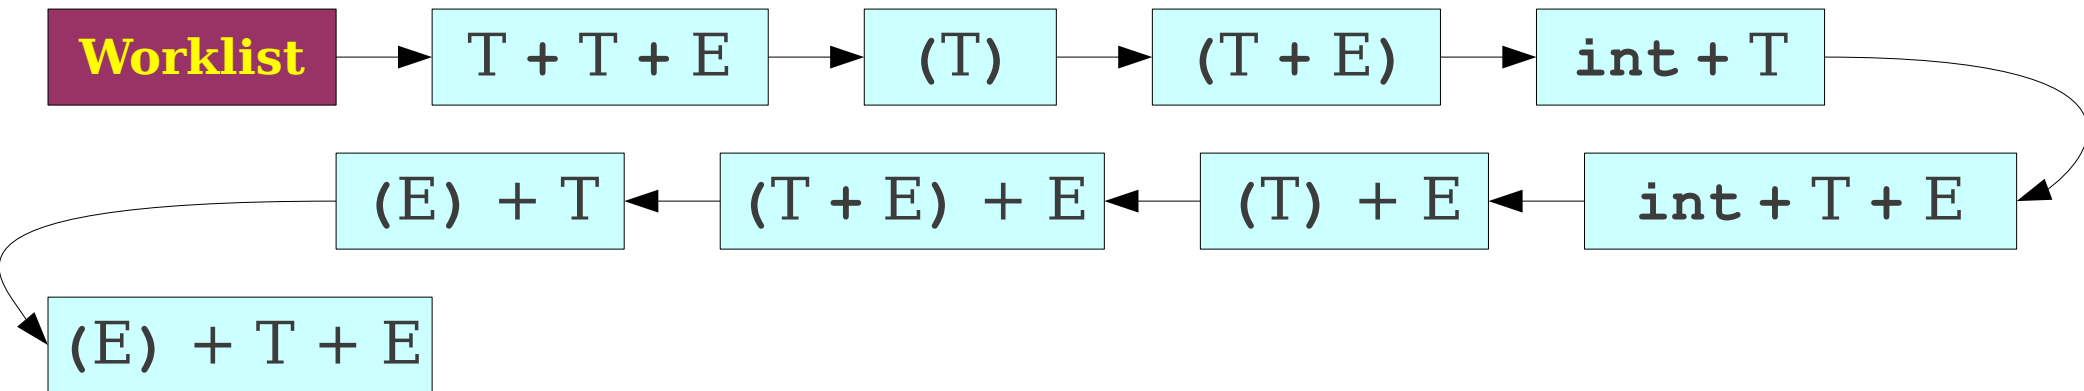 Worklist T + T + E (T) (T + E) int + T
(E) + T (T + E) + E (T) + E int + T + E
(E) + T + E